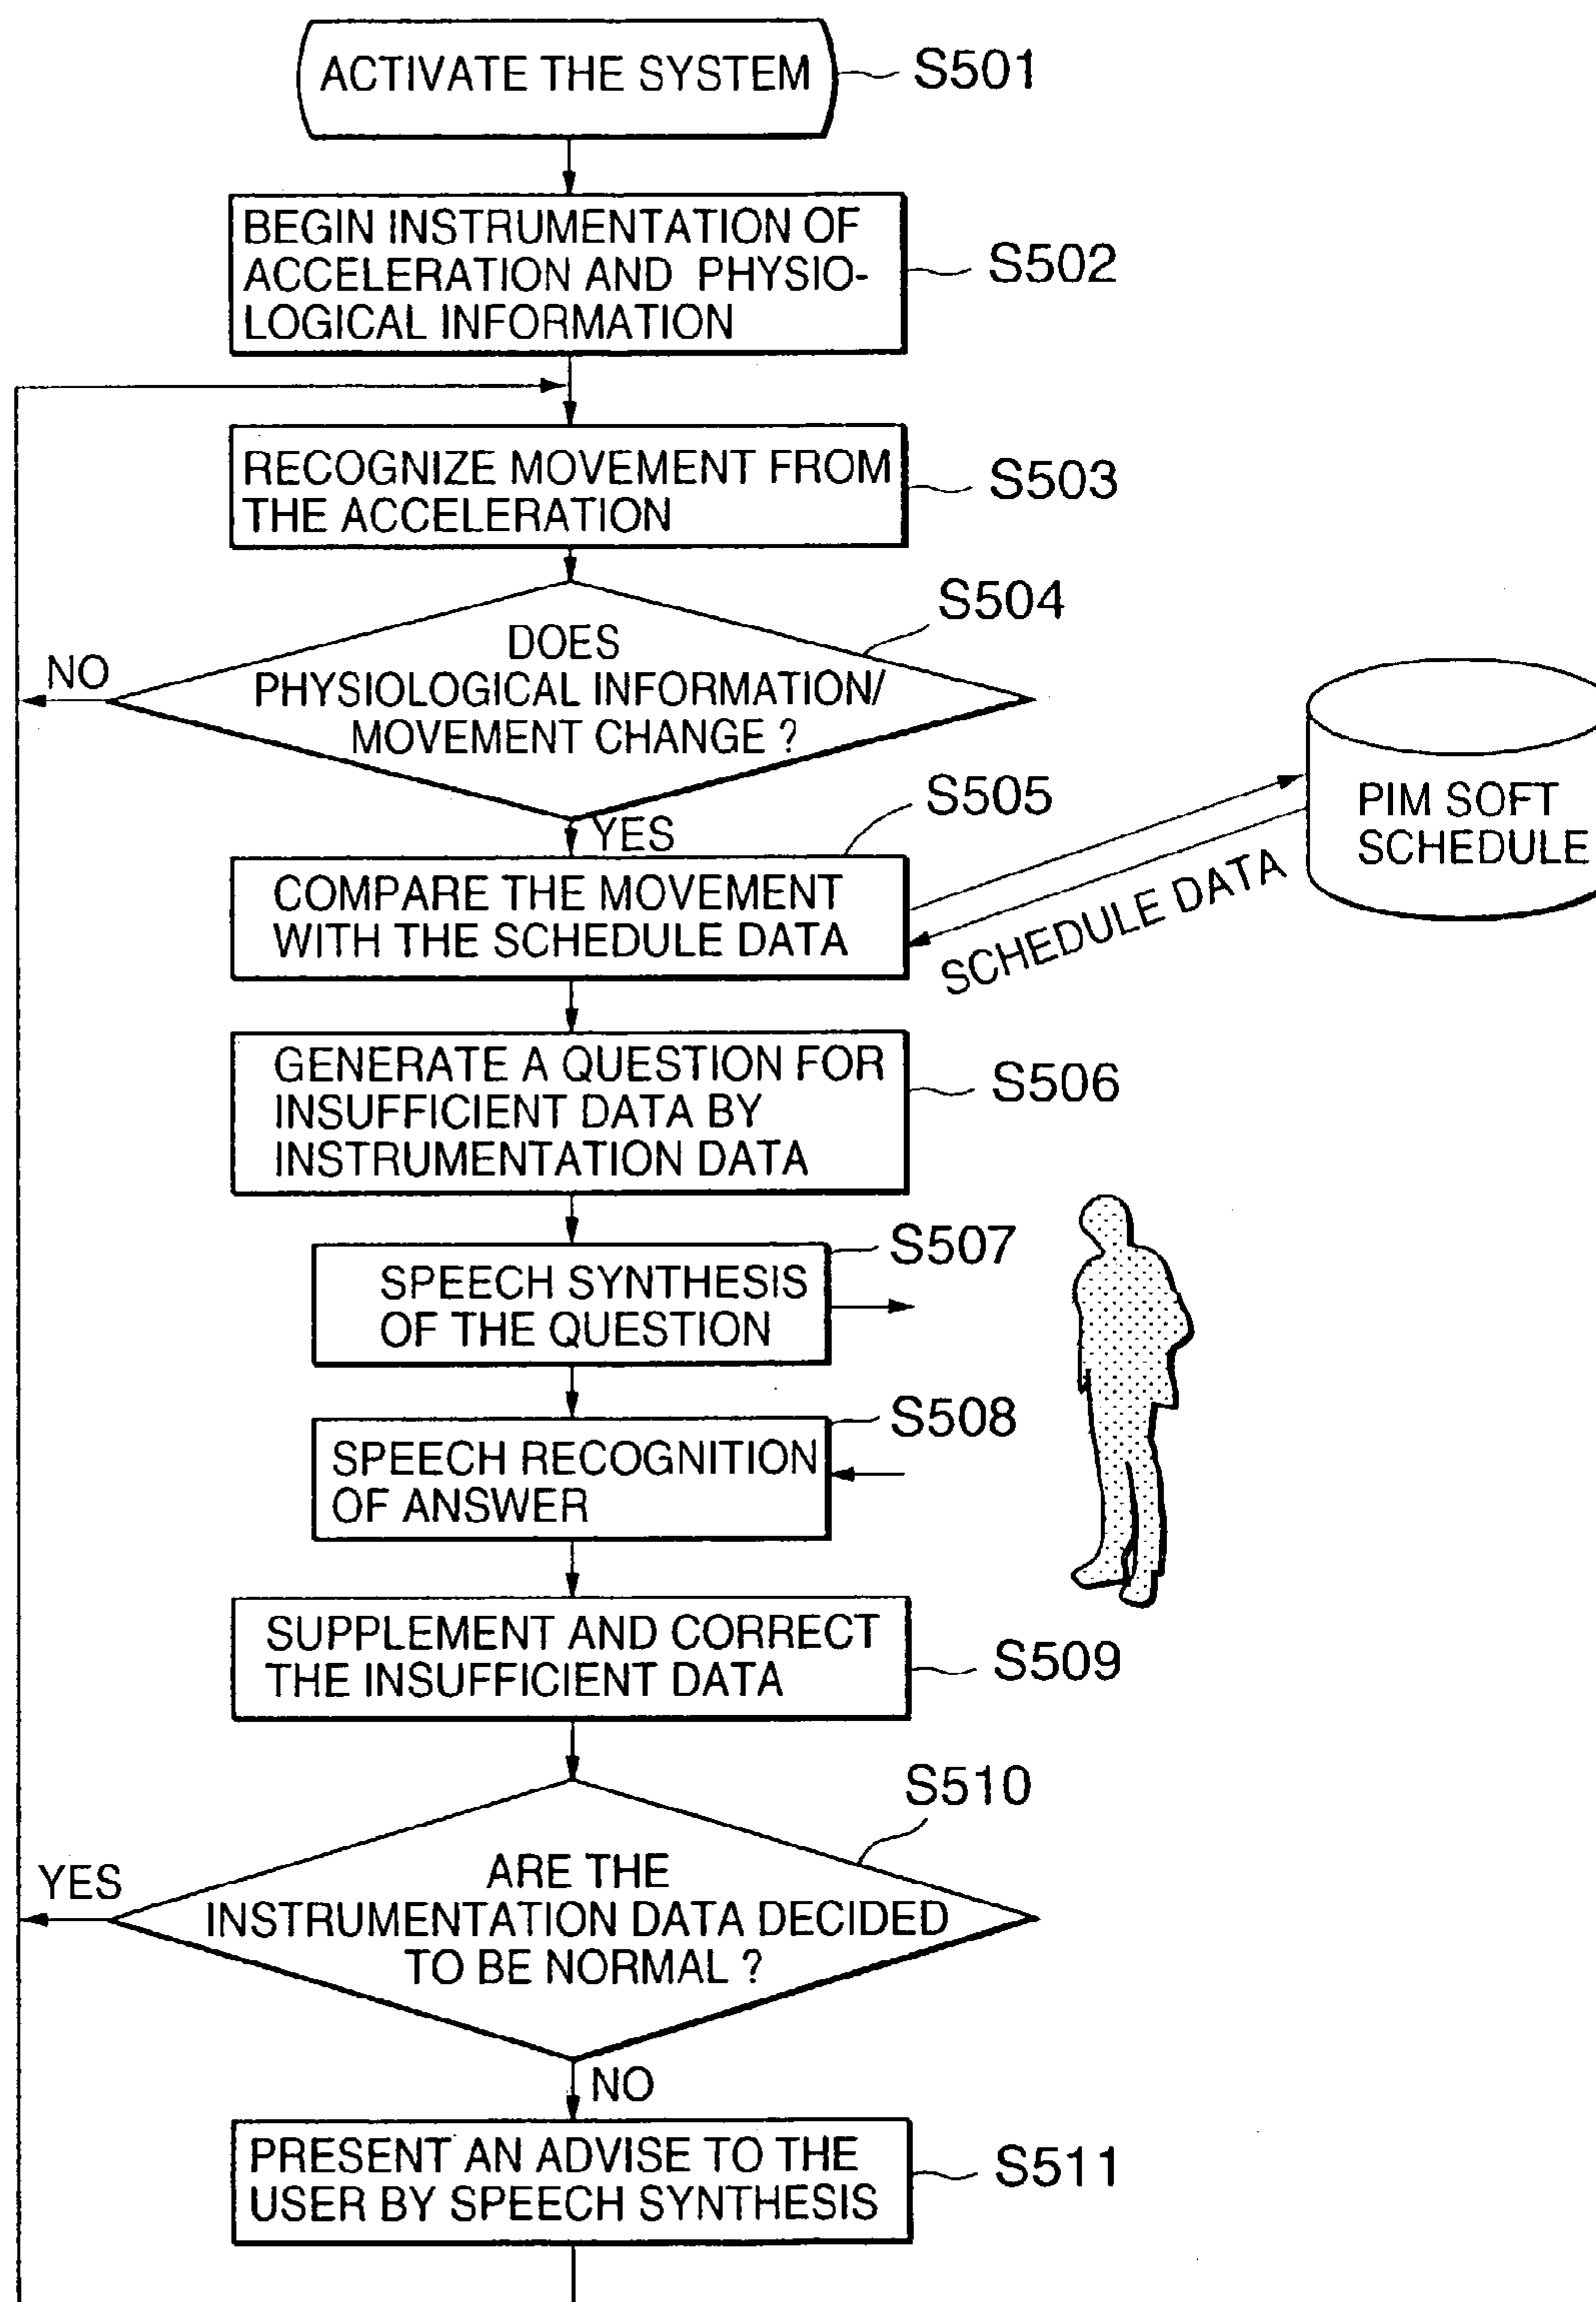 ACTIVATE THE SYSTEM
S501
BEGIN INSTRUMENTATION OF
ACCELERATION AND PHYSIO-
LOGICAL INFORMATION
S502
RECOGNIZE MOVEMENT FROM
THE ACCELERATION
S503
S504
DOES
PHYSIOLOGICAL INFORMATION/
MOVEMENT CHANGE ?
NO
YES
S505
COMPARE THE MOVEMENT
WITH THE SCHEDULE DATA
PIM SOFT
SCHEDULE
SCHEDULE DATA
GENERATE A QUESTION FOR
INSUFFICIENT DATA BY
INSTRUMENTATION DATA
S506
S507
SPEECH SYNTHESIS
OF THE QUESTION
S508
SPEECH RECOGNITION
OF ANSWER
SUPPLEMENT AND CORRECT
THE INSUFFICIENT DATA
S509
S510
ARE THE
INSTRUMENTATION DATA DECIDED
TO BE NORMAL ?
YES
NO
PRESENT AN ADVISE TO THE
USER BY SPEECH SYNTHESIS
S511